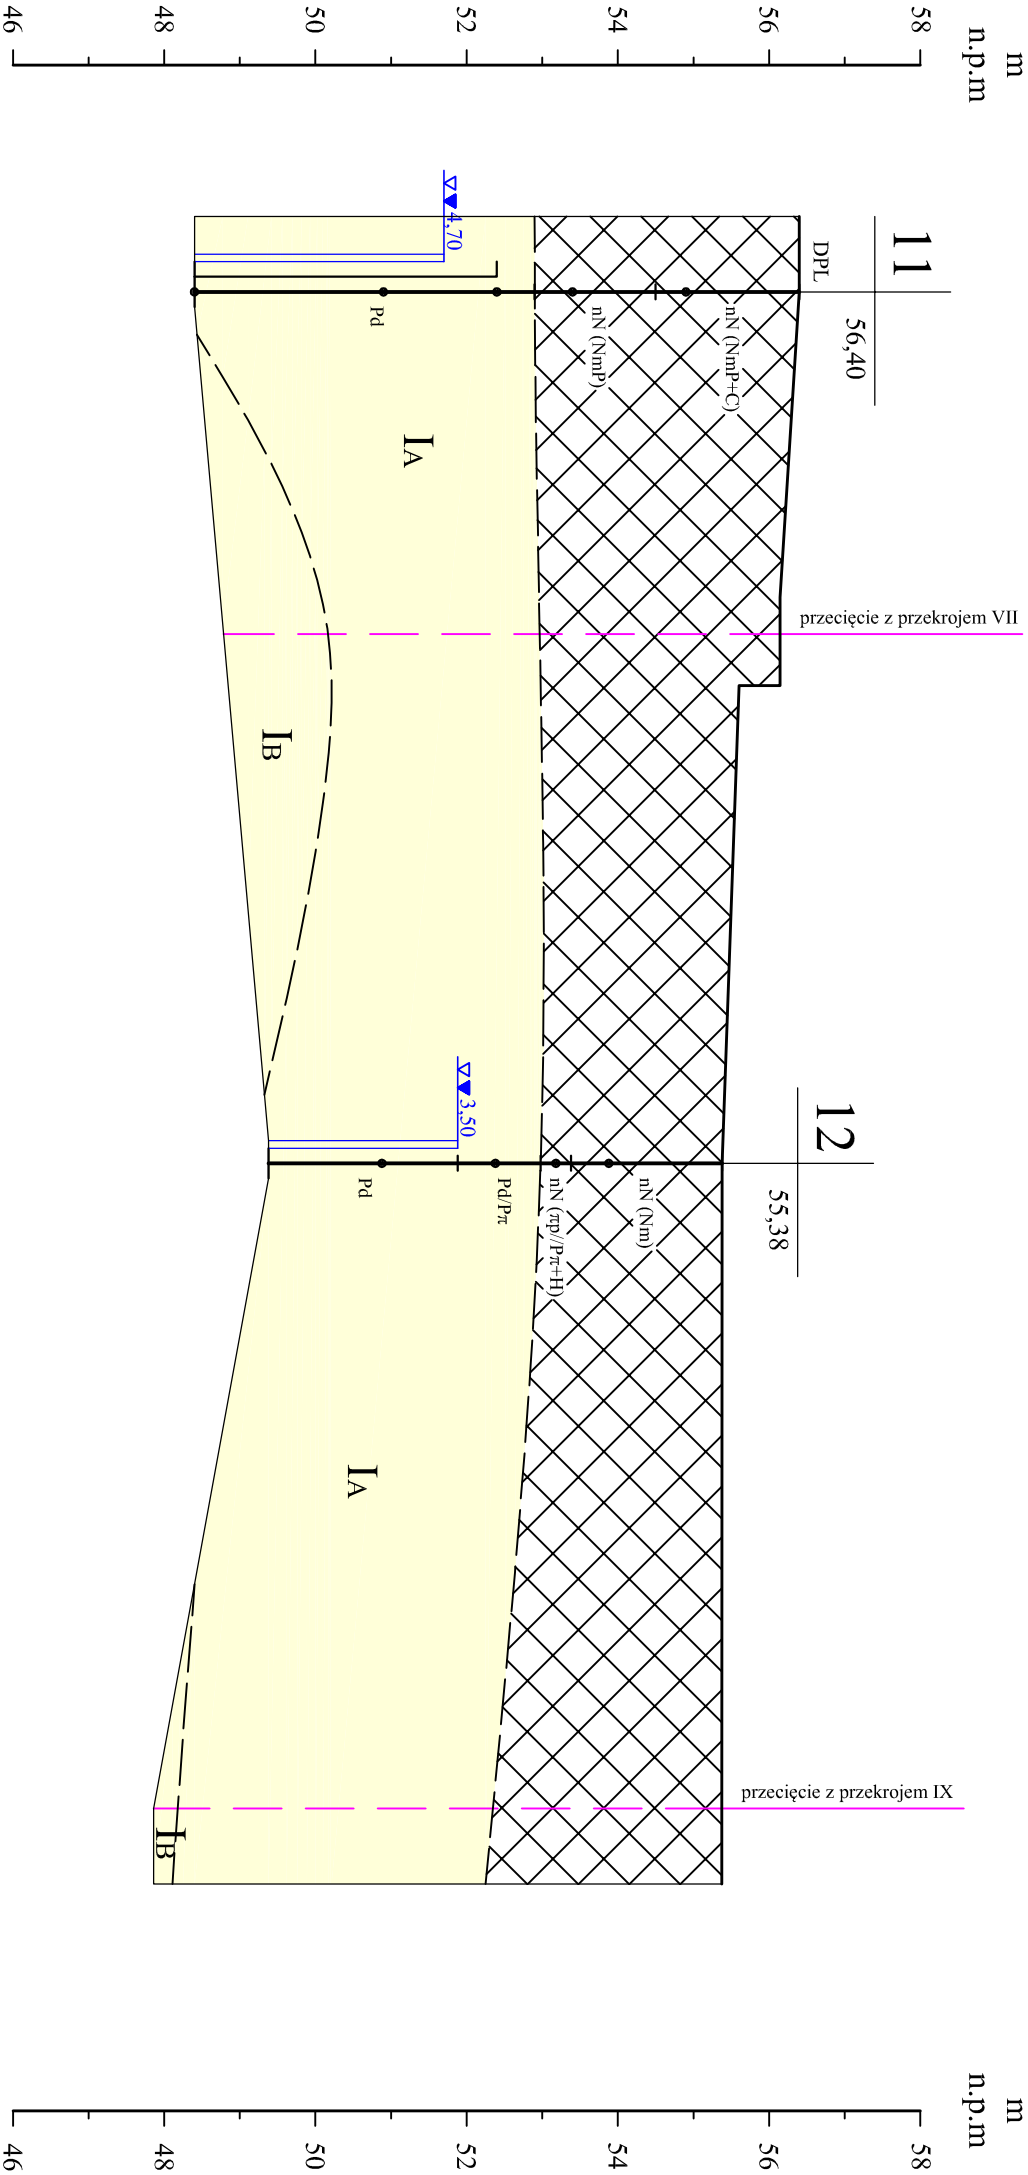 m
n.p.m
58
56
54
52
50
48
46
11
56,40
DPL
4,70
nN (NmP+C)
nN (NmP)
Pd
IA
IB
przecięcie z przekrojem VII
12
55,38
3,50
nN (Nm)
nN (πp//Pπ+H)
Pd/Pπ
Pd
IA
IB
przecięcie z przekrojem IX
m
n.p.m
58
56
54
52
50
48
46